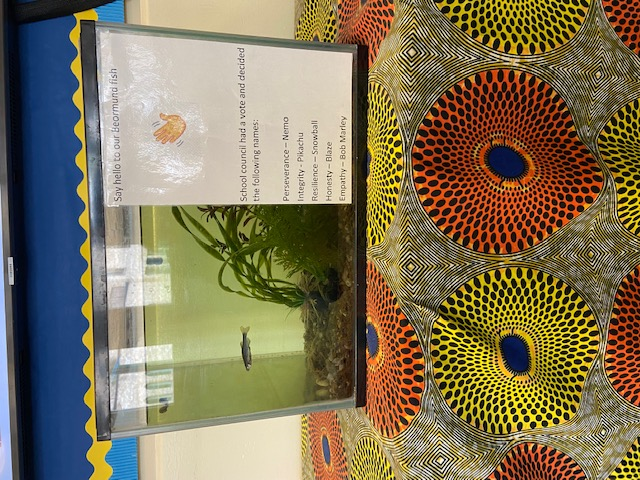 Say hello to our Beormund fish
School council had a vote and decided
the following names:
Perseverance – Nemo
Integrity - Pikachu
Resilience – Snowball
Honesty – Blaze
Empathy – Bob Marley